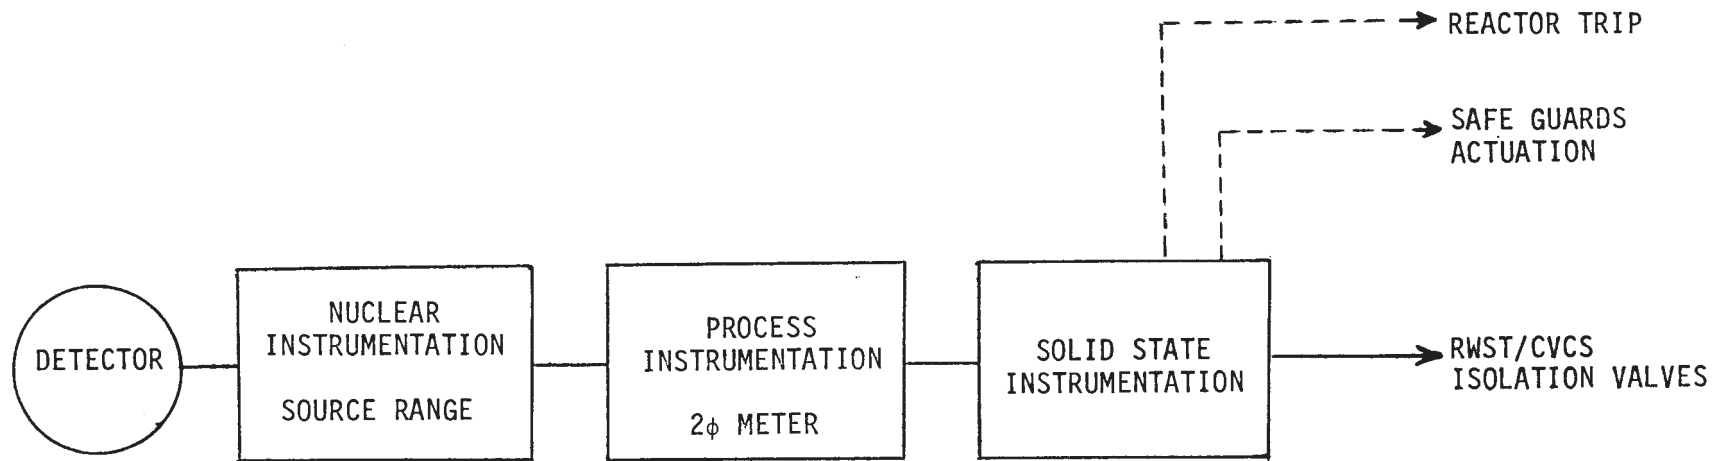 REACTOR TRIP
SAFE GUARDS
ACTUATION
DETECTOR
NUCLEAR
INSTRUMENTATION
SOURCE RANGE
PROCESS
INSTRUMENTATION
2ϕ METER
SOLID STATE
INSTRUMENTATION
RWST/CVCS
ISOLATION VALVES